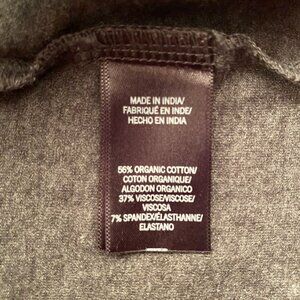 MADE IN INDIA/
FABRIQUÉ EN INDE/
HECHO EN INDIA
56% ORGANIC COTTON/
COTON ORGANIQUE/
ALGODON ORGANICO
37% VISCOSE/VISCOSE/
VISCOSA
7% SPANDEX/ÉLASTHANNE/
ELASTANO